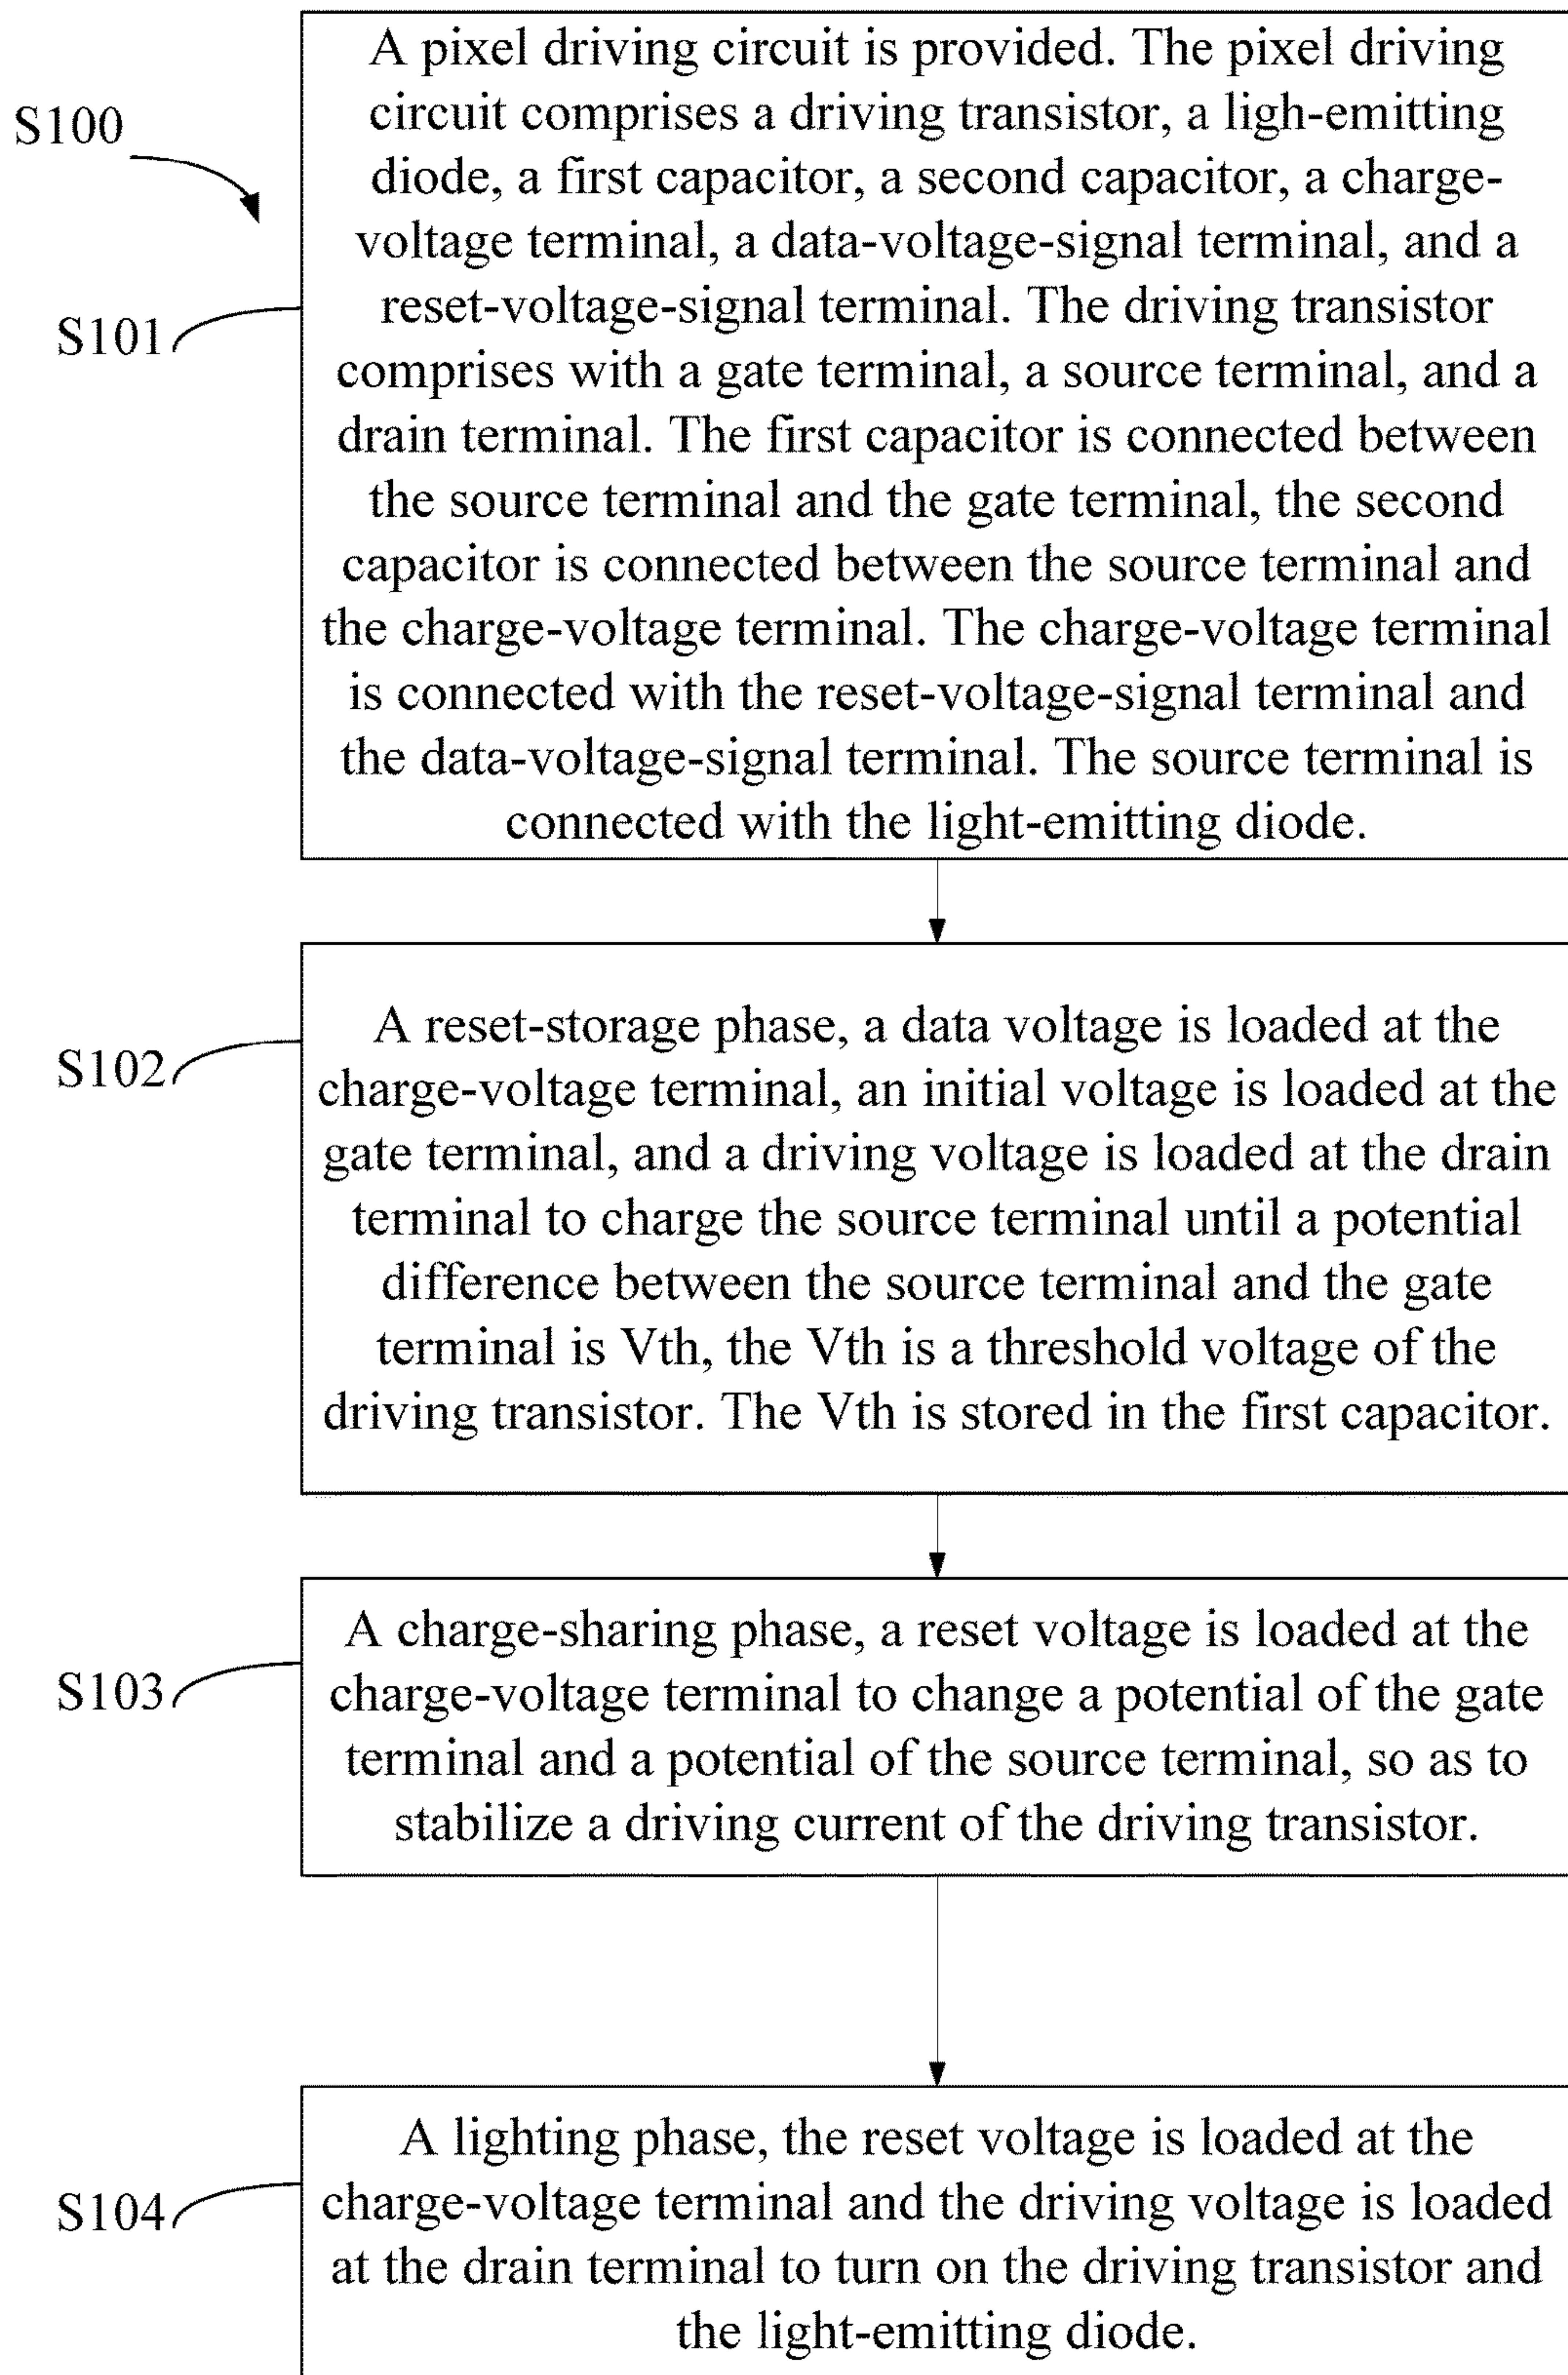 S100
A pixel driving circuit is provided. The pixel driving
circuit comprises a driving transistor, a ligh-emitting
diode, a first capacitor, a second capacitor, a charge-
voltage terminal, a data-voltage-signal terminal, and a
reset-voltage-signal terminal. The driving transistor
S101
comprises with a gate terminal, a source terminal, and a
drain terminal. The first capacitor is connected between
the source terminal and the gate terminal, the second
capacitor is connected between the source terminal and
the charge-voltage terminal. The charge-voltage terminal
is connected with the reset-voltage-signal terminal and
the data-voltage-signal terminal. The source terminal is
connected with the light-emitting diode.
S102
A reset-storage phase, a data voltage is loaded at the
charge-voltage terminal, an initial voltage is loaded at the
gate terminal, and a driving voltage is loaded at the drain
terminal to charge the source terminal until a potential
difference between the source terminal and the gate
terminal is Vth, the Vth is a threshold voltage of the
driving transistor. The Vth is stored in the first capacitor.
S103
A charge-sharing phase, a reset voltage is loaded at the
charge-voltage terminal to change a potential of the gate
terminal and a potential of the source terminal, so as to
stabilize a driving current of the driving transistor.
S104
A lighting phase, the reset voltage is loaded at the
charge-voltage terminal and the driving voltage is loaded
at the drain terminal to turn on the driving transistor and
the light-emitting diode.